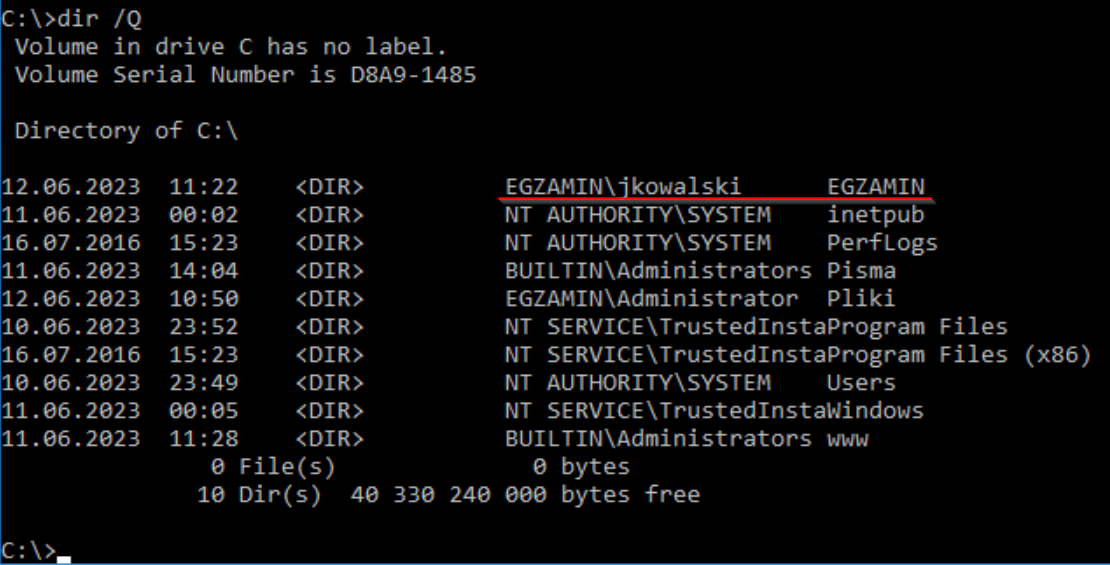 C:\>dir /Q
Volume in drive C has no label.
Volume Serial Number is D8A9-1485
Directory of C:\
12.06.2023  11:22    <DIR>          EGZAMIN\jkowalski      EGZAMIN
11.06.2023  00:02    <DIR>          NT AUTHORITY\SYSTEM    inetpub
16.07.2016  15:23    <DIR>          NT AUTHORITY\SYSTEM    PerfLogs
11.06.2023  14:04    <DIR>          BUILTIN\Administrators Pisma
12.06.2023  10:50    <DIR>          EGZAMIN\Administrator  Pliki
10.06.2023  23:52    <DIR>          NT SERVICE\TrustedInstaProgram Files
16.07.2016  15:23    <DIR>          NT SERVICE\TrustedInstaProgram Files (x86)
10.06.2023  23:49    <DIR>          NT AUTHORITY\SYSTEM    Users
11.06.2023  00:05    <DIR>          NT SERVICE\TrustedInstaWindows
11.06.2023  11:28    <DIR>          BUILTIN\Administrators www
0 File(s)              0 bytes
10 Dir(s)  40 330 240 000 bytes free
C:\>